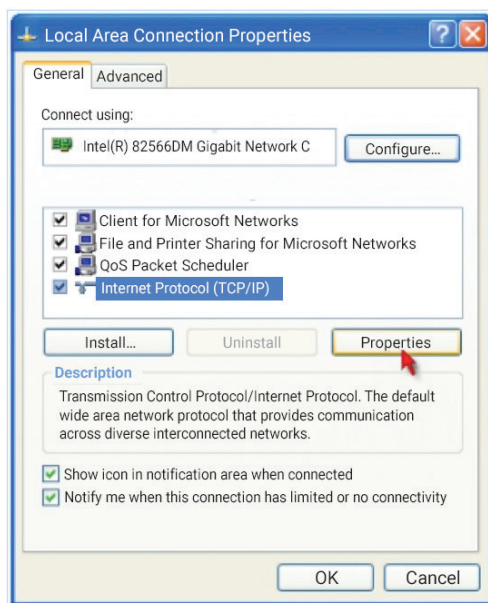 Local Area Connection Properties
General Advanced
Connect using:
Intel(R) 82566DM Gigabit Network C Configure...
Client for Microsoft Networks
File and Printer Sharing for Microsoft Networks
QoS Packet Scheduler
Internet Protocol (TCP/IP)
Install... Uninstall Properties
Description
Transmission Control Protocol/Internet Protocol. The default
wide area network protocol that provides communication
across diverse interconnected networks.
Show icon in notification area when connected
Notify me when this connection has limited or no connectivity
OK Cancel